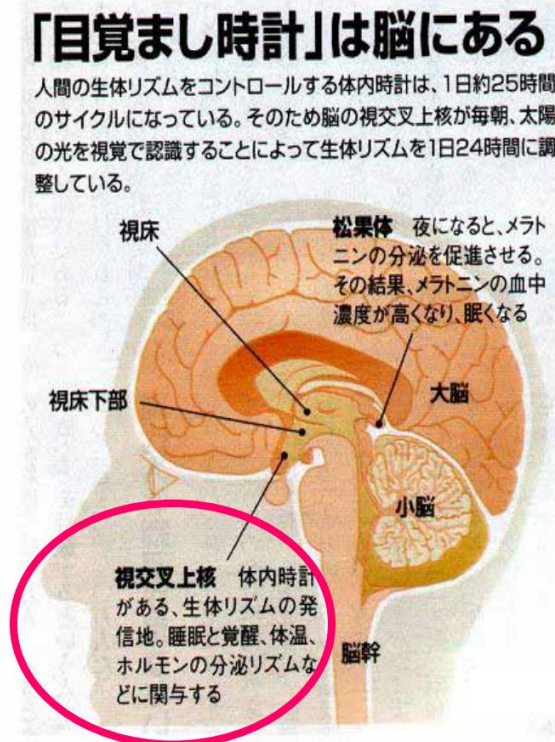 「目覚まし時計」は脳にある
人間の生体リズムをコントロールする体内時計は、1日約25時間
のサイクルになっている。そのため脳の視交叉上核が毎朝、太陽
の光を視覚で認識することによって生体リズムを1日24時間に調
整している。
視床
松果体　夜になると、メラト
ニンの分泌を促進させる。
その結果、メラトニンの血中
濃度が高くなり、眠くなる
大脳
視床下部
小脳
視交叉上核　体内時計
がある、生体リズムの発
信地。睡眠と覚醒、体温、
ホルモンの分泌リズムな
どに関与する
脳幹